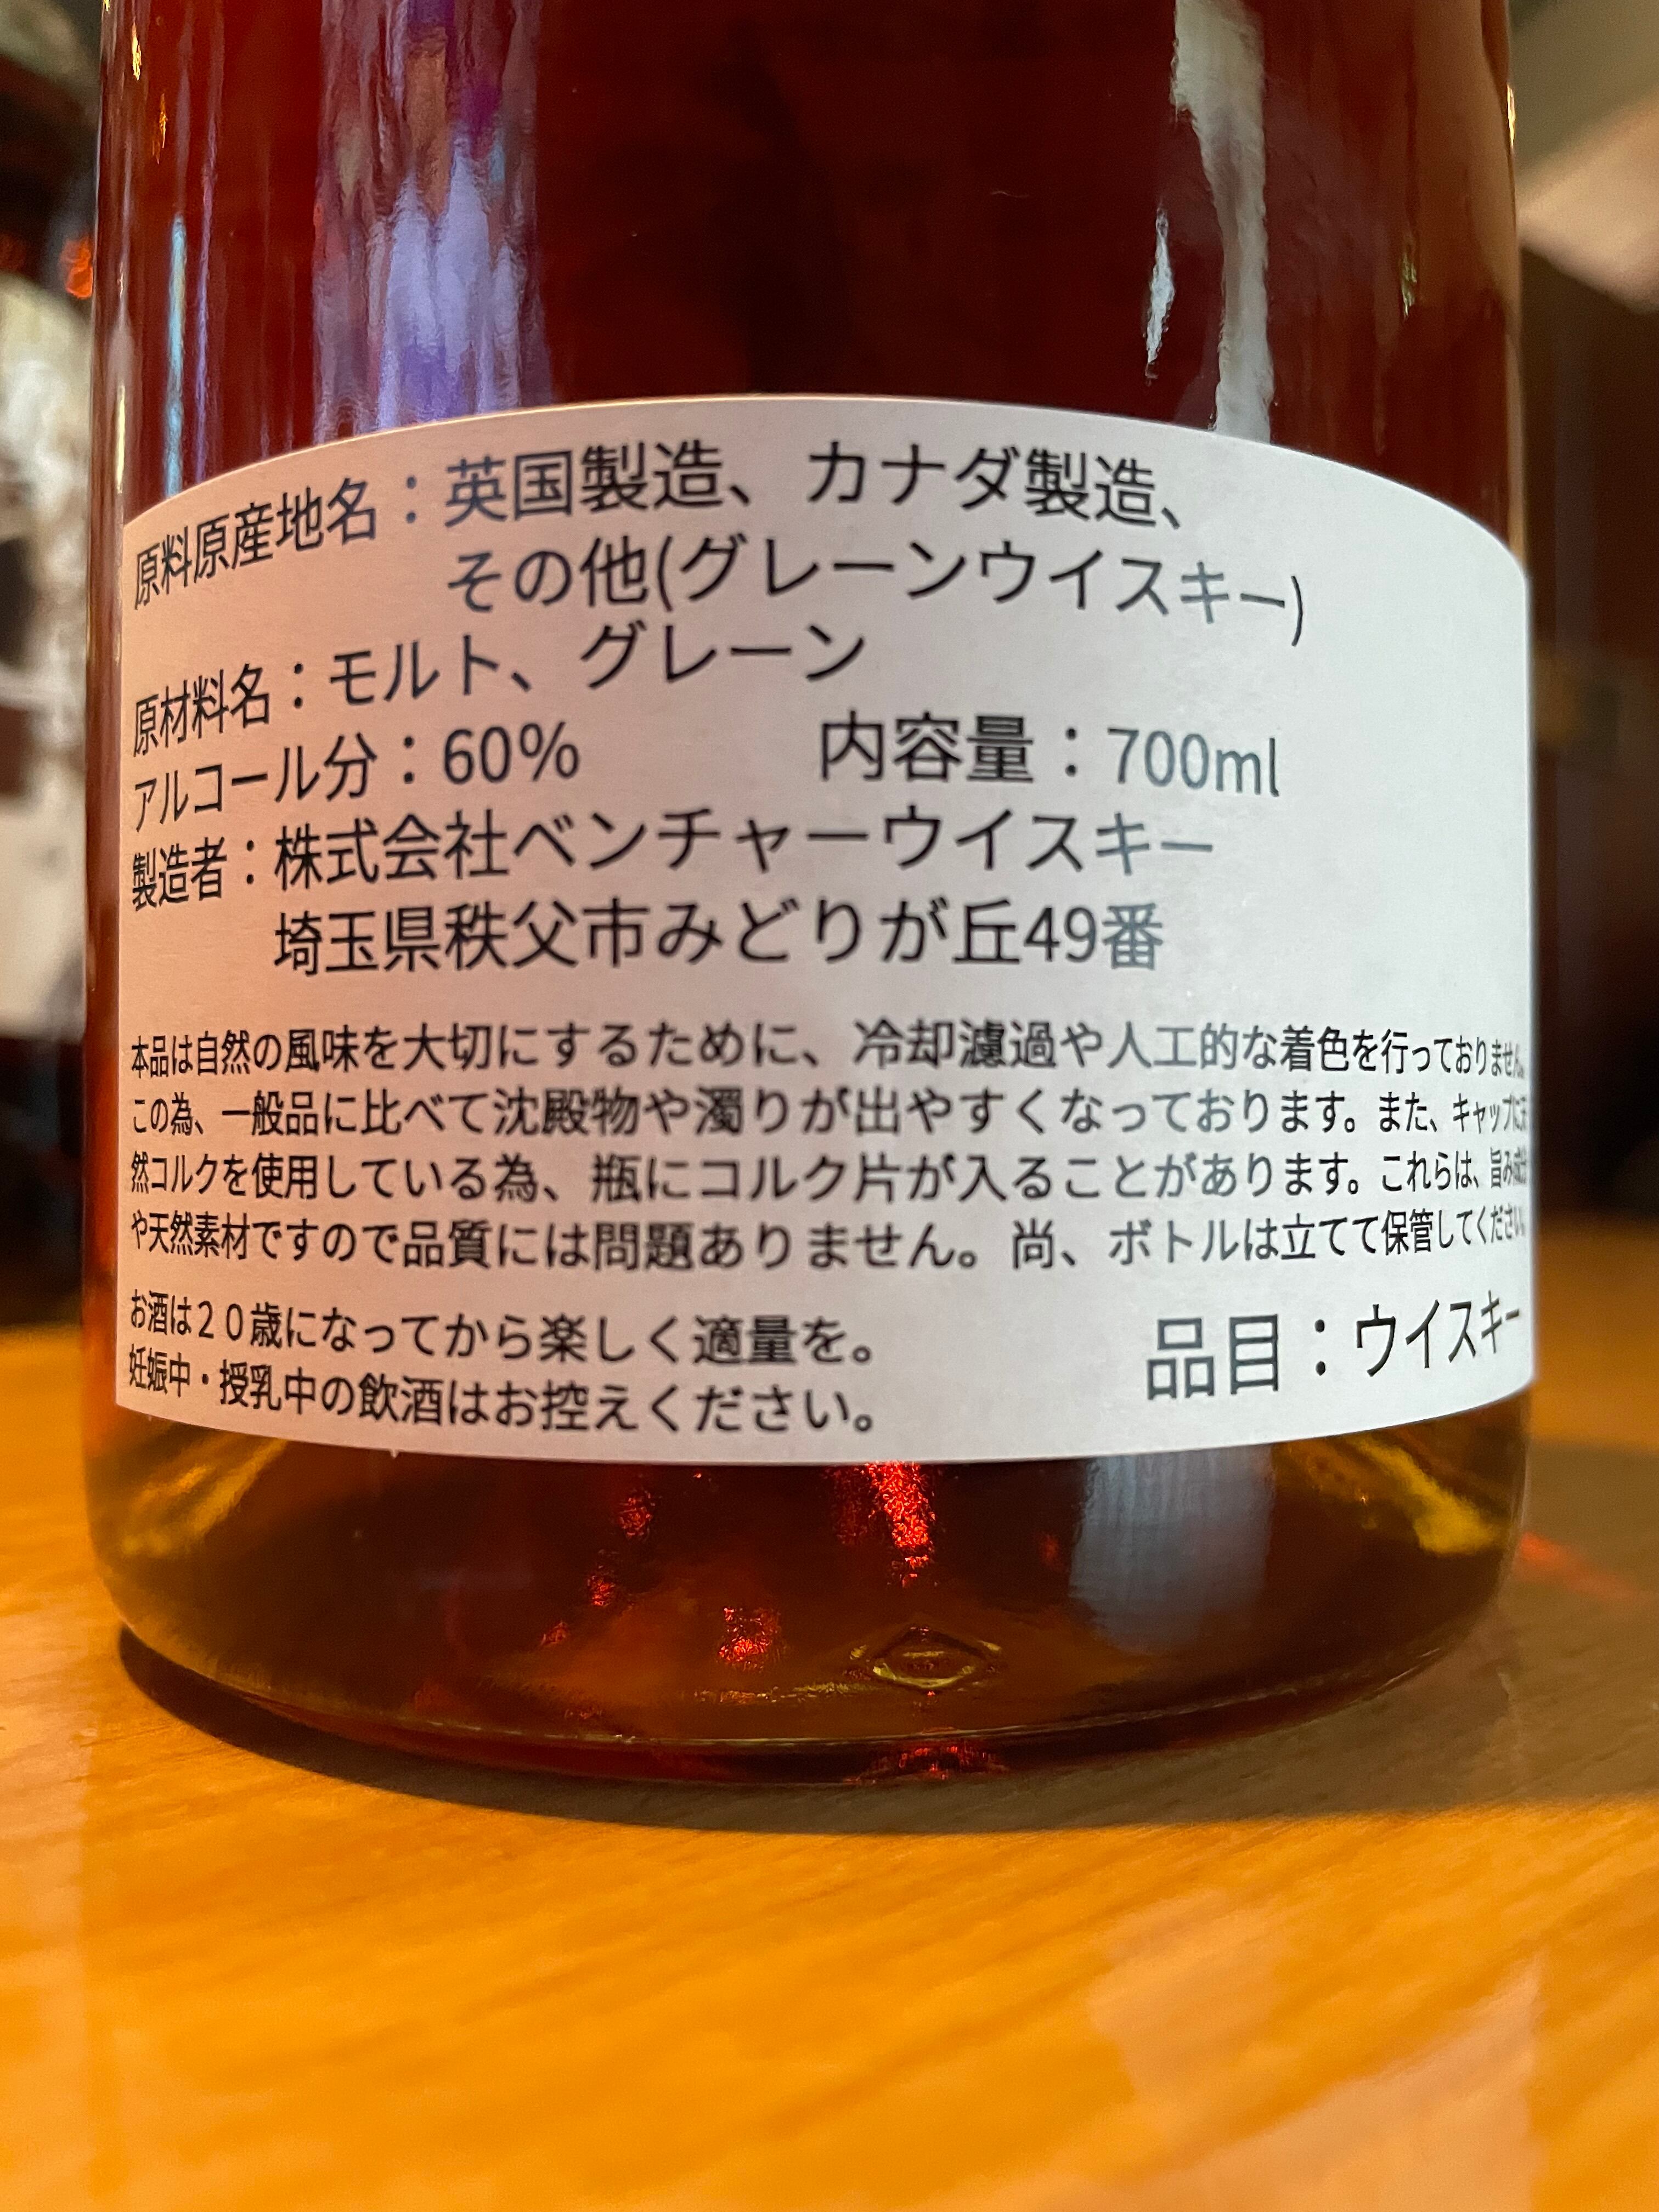 原料原産地名：英国製造、カナダ製造、
その他(グレーンウイスキー)
原材料名：モルト、グレーン
アルコール分：60%　内容量：700ml
製造者：株式会社ベンチャーウイスキー
埼玉県秩父市みどりが丘49番
本品は自然の風味を大切にするために、冷却濾過や人工的な着色を行っておりません。
この為、一般品に比べて沈殿物や濁りが出やすくなっております。また、キャップに天
然コルクを使用している為、瓶にコルク片が入ることがあります。これらは、旨み成分
や天然素材ですので品質には問題ありません。尚、ボトルは立てて保管してください。
お酒は２０歳になってから楽しく適量を。
妊娠中・授乳中の飲酒はお控えください。
品目：ウイスキー